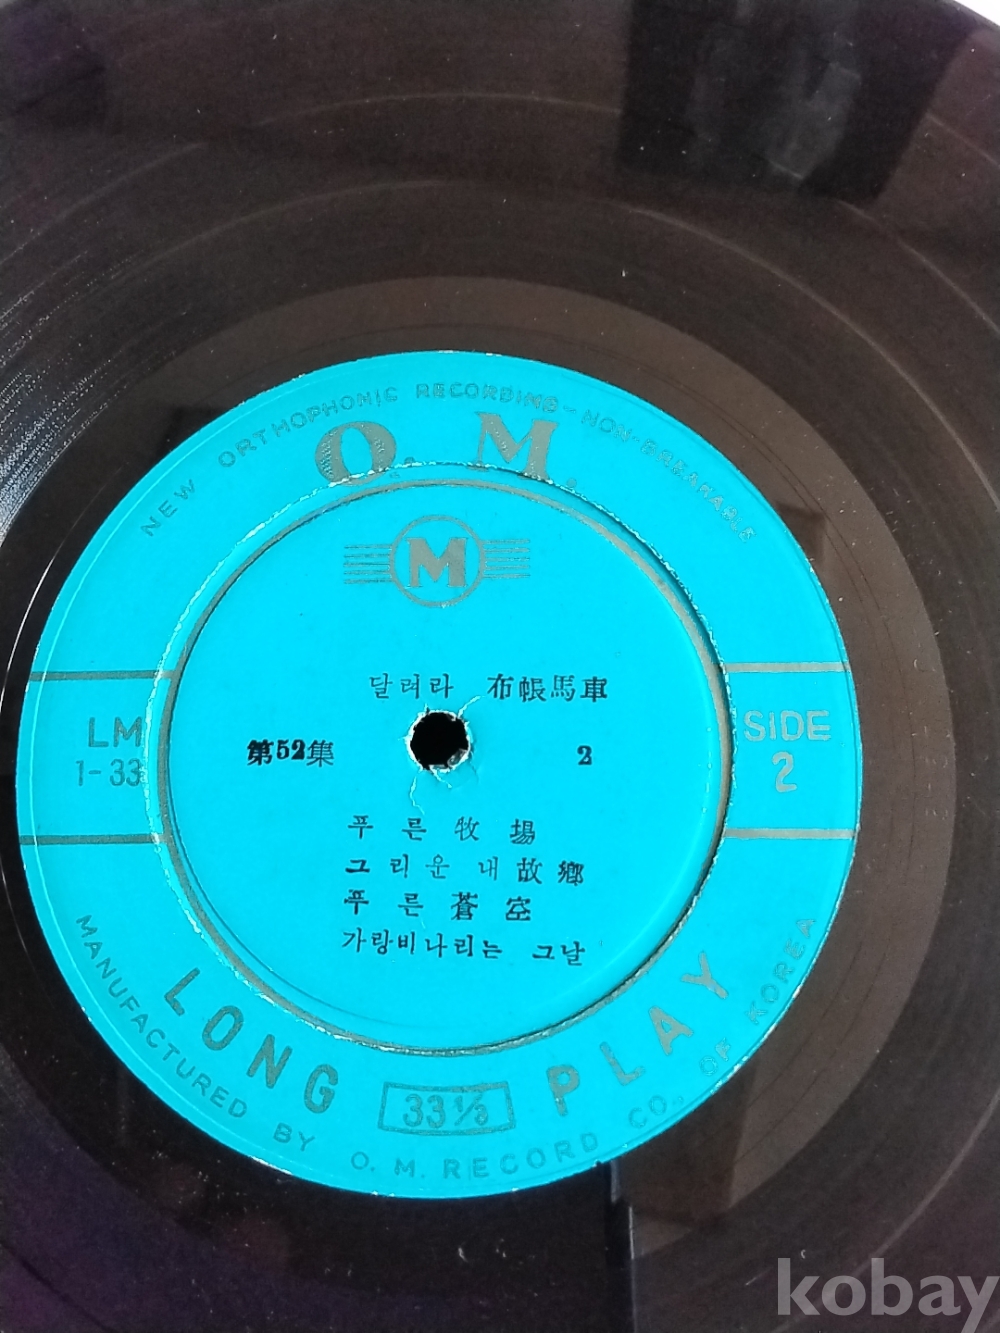 NEW ORTHOPHONIC RECORDING - NON-BREAKABLE
O. M.
M
달려라 布帳馬車
LM
1-33
第52集 2
SIDE
2
푸른牧場
그리운 내故鄕
푸른蒼空
가랑비나리는 그날
LONG PLAY
33 1/3
MANUFACTURED BY O. M. RECORD CO., OF KOREA
kobay